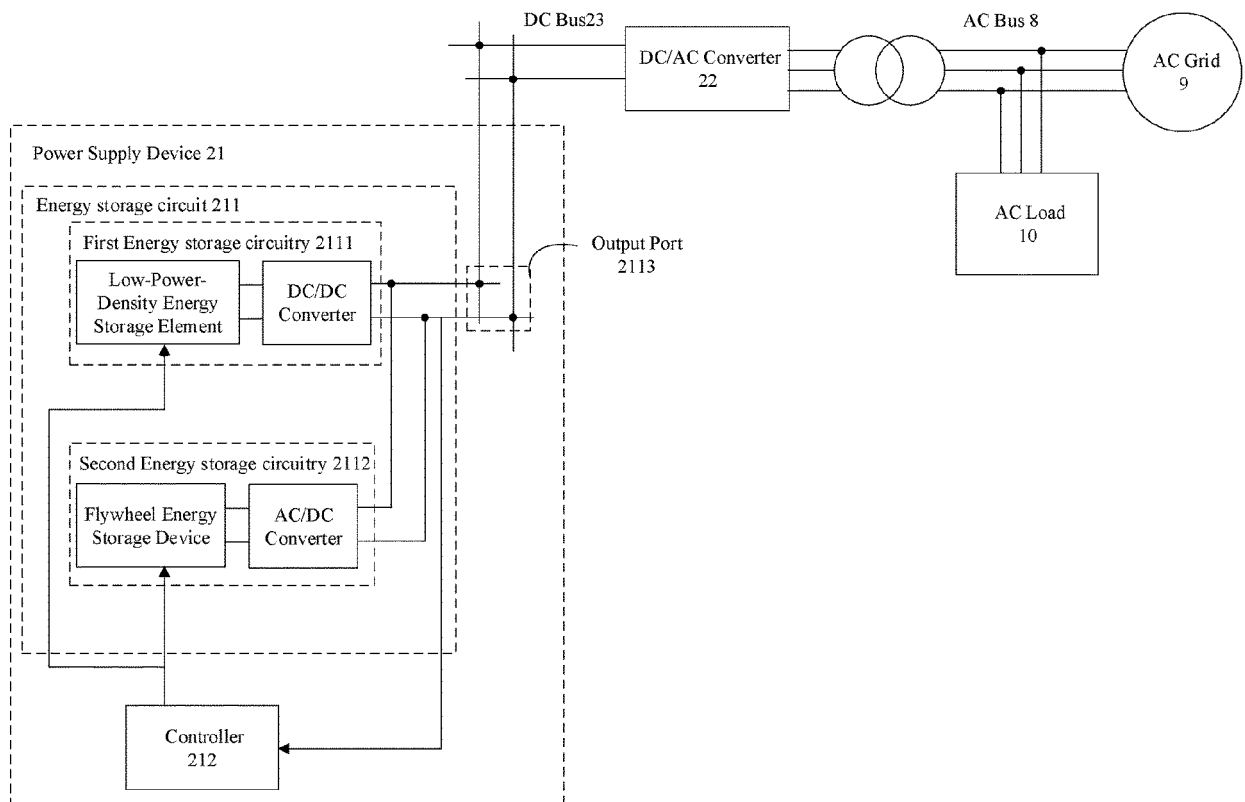 DC Bus23
AC Bus 8
DC/AC Converter
22
AC Grid
9
Power Supply Device 21
Energy storage circuit 211
First Energy storage circuitry 2111
Output Port
2113
AC Load
10
Low-Power-
Density Energy
Storage Element
DC/DC
Converter
Second Energy storage circuitry 2112
Flywheel Energy
Storage Device
AC/DC
Converter
Controller
212